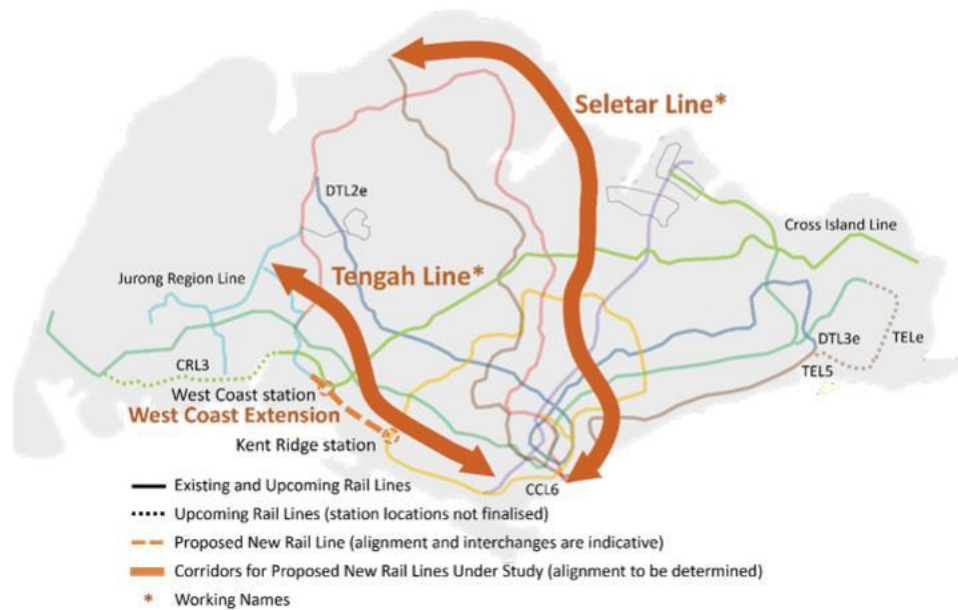 Seletar Line*
DTL2e
Cross Island Line
Tengah Line*
Jurong Region Line
DTL3e
TELe
TEL5
CRL3
West Coast station
West Coast Extension
Kent Ridge station
CCL6
Existing and Upcoming Rail Lines
Upcoming Rail Lines (station locations not finalised)
Proposed New Rail Line (alignment and interchanges are indicative)
Corridors for Proposed New Rail Lines Under Study (alignment to be determined)
* Working Names